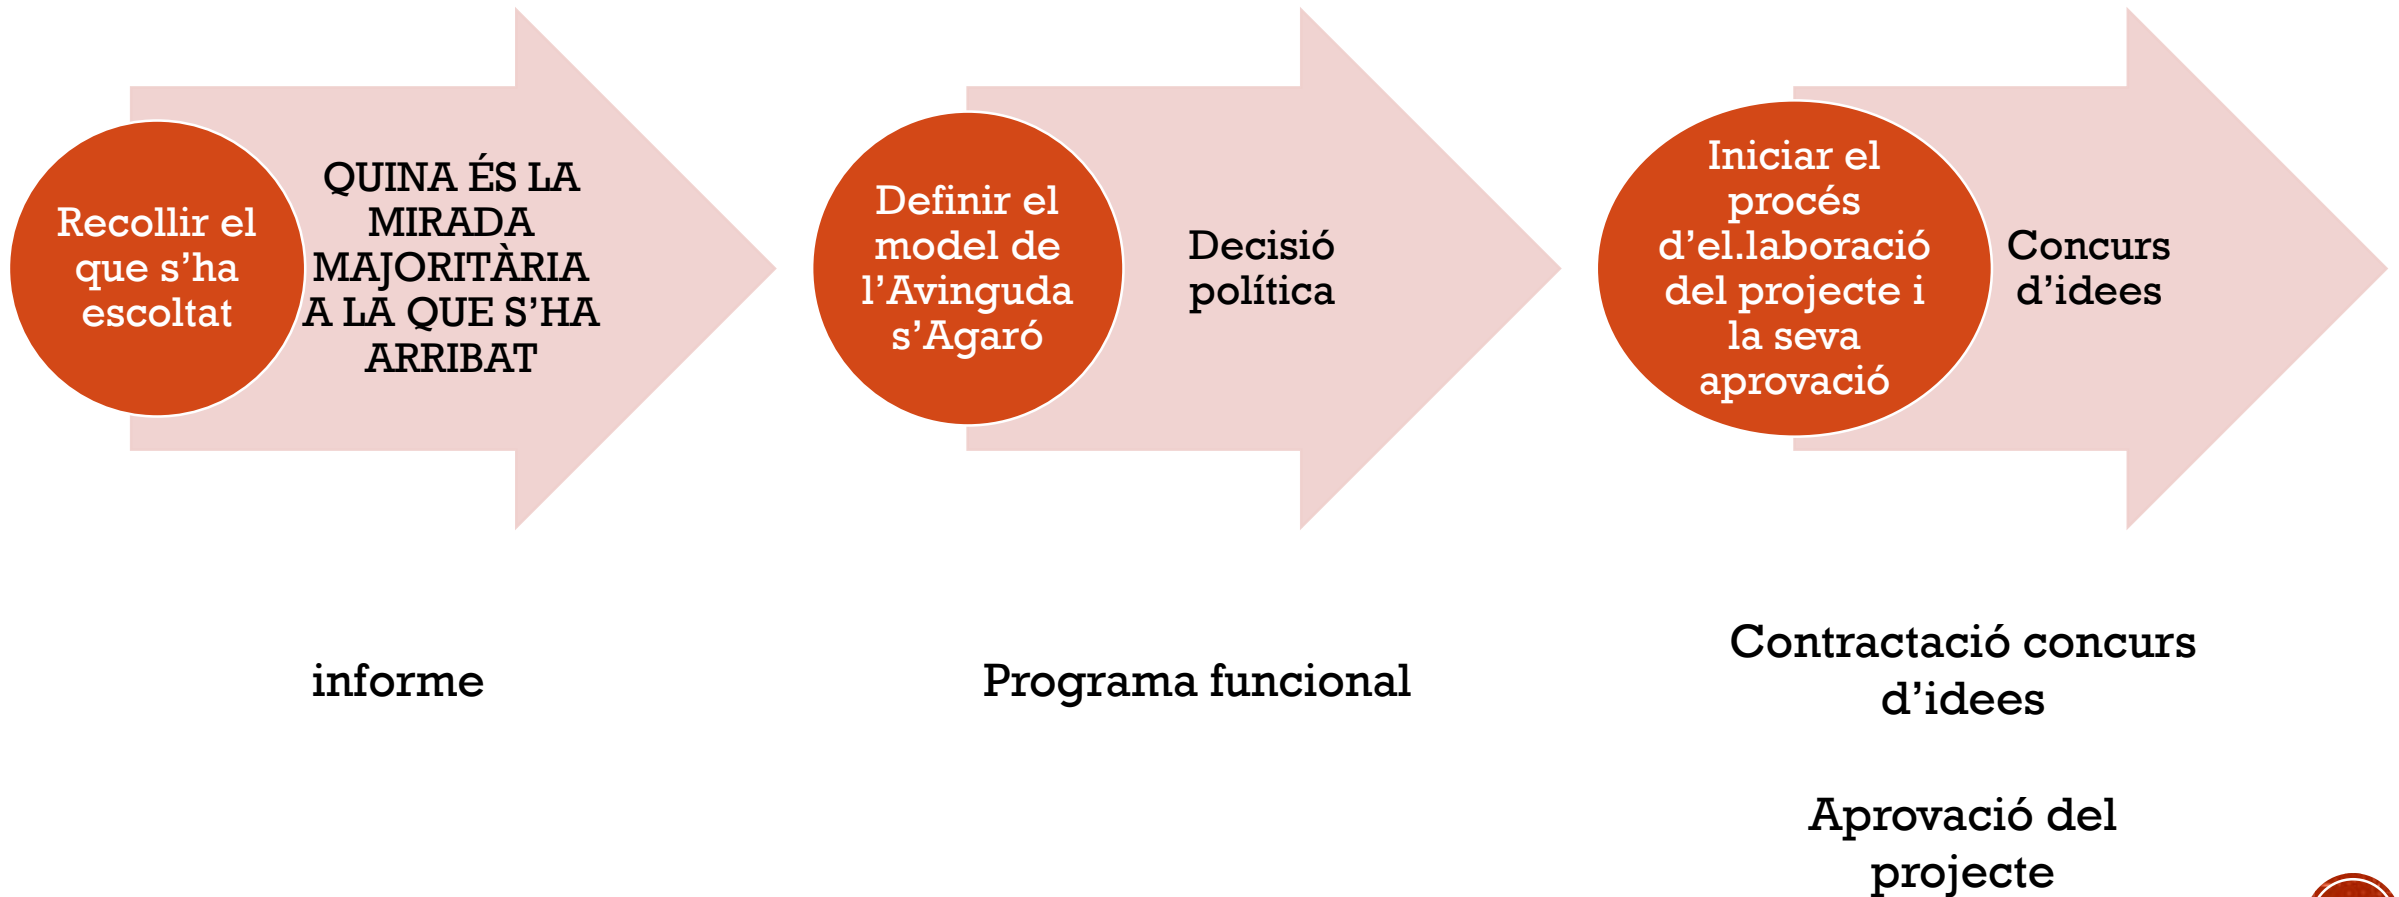 Recollir el
que s’ha
escoltat
QUINA ÉS LA
MIRADA
MAJORITÀRIA
A LA QUE S’HA
ARRIBAT
Definir el
model de
l’Avinguda
s’Agaró
Decisió
política
Iniciar el
procés
d’el.laboració
del projecte i
la seva
aprovació
Concurs
d’idees
informe
Programa funcional
Contractació concurs
d’idees
Aprovació del
projecte